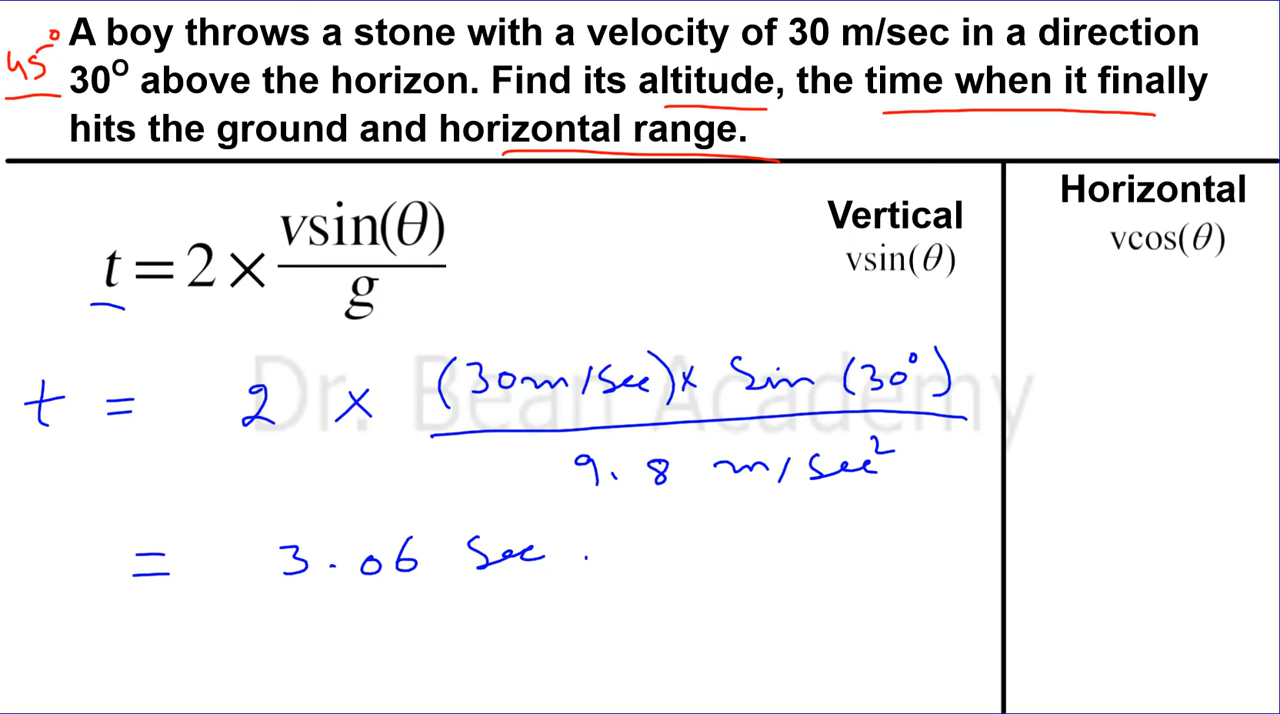 45°
A boy throws a stone with a velocity of 30 m/sec in a direction
30° above the horizon. Find its altitude, the time when it finally
hits the ground and horizontal range.
Vertical
vsin(θ)
Horizontal
vcos(θ)
t = 2 × vsin(θ) / g
t = 2 × (30m/sec) × sin (30°) / 9.8 m/sec²
= 3.06 sec.
Dr. Bean Academy